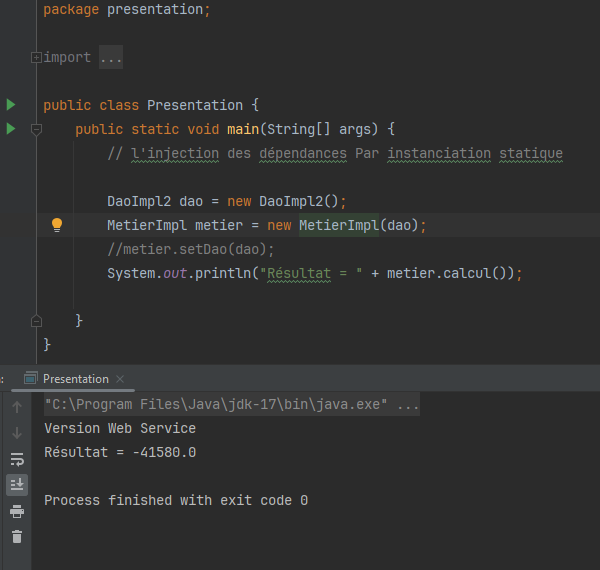 package presentation;
import ...
public class Presentation {
public static void main(String[] args) {
// l'injection des dépendances Par instanciation statique
DaoImpl2 dao = new DaoImpl2();
MetierImpl metier = new MetierImpl(dao);
//metier.setDao(dao);
System.out.println("Résultat = " + metier.calcul());
}
}
: Presentation ×
"C:\Program Files\Java\jdk-17\bin\java.exe" ...
Version Web Service
Résultat = -41580.0
Process finished with exit code 0